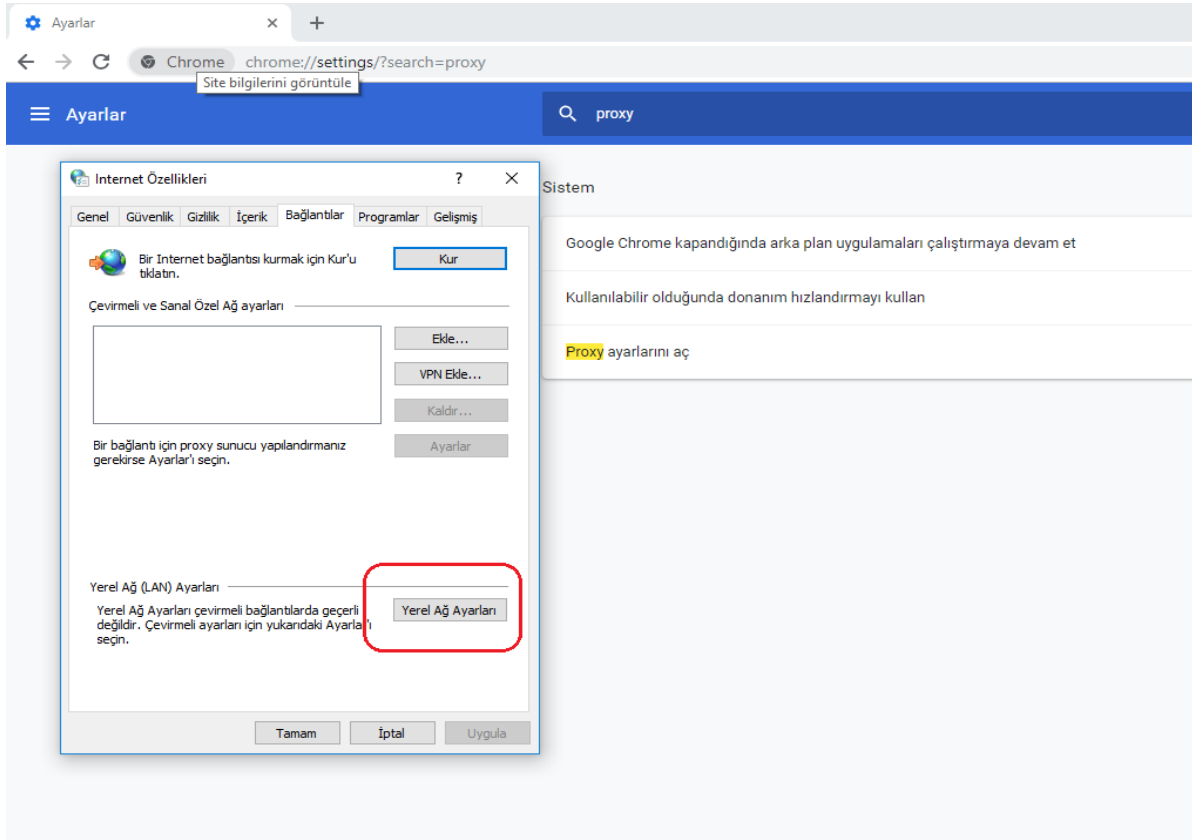 Ayarlar
Chrome chrome://settings/?search=proxy
Site bilgilerini görüntüle
Ayarlar
proxy
Internet Özellikleri
?
Genel Güvenlik Gizlilik İçerik Bağlantılar Programlar Gelişmiş
Bir Internet bağlantısı kurmak için Kur'u
tıklatın.
Kur
Çevirmeli ve Sanal Özel Ağ ayarları
Ekle...
VPN Ekle...
Kaldır...
Bir bağlantı için proxy sunucu yapılandırmanız
gerekirse Ayarlar'ı seçin.
Ayarlar
Yerel Ağ (LAN) Ayarları
Yerel Ağ Ayarları çevirmeli bağlantılarda geçerli
değildir. Çevirmeli ayarları için yukarıdaki Ayarlar'ı
seçin.
Yerel Ağ Ayarları
Tamam İptal Uygula
Sistem
Google Chrome kapandığında arka plan uygulamaları çalıştırmaya devam et
Kullanılabilir olduğunda donanım hızlandırmayı kullan
Proxy ayarlarını aç